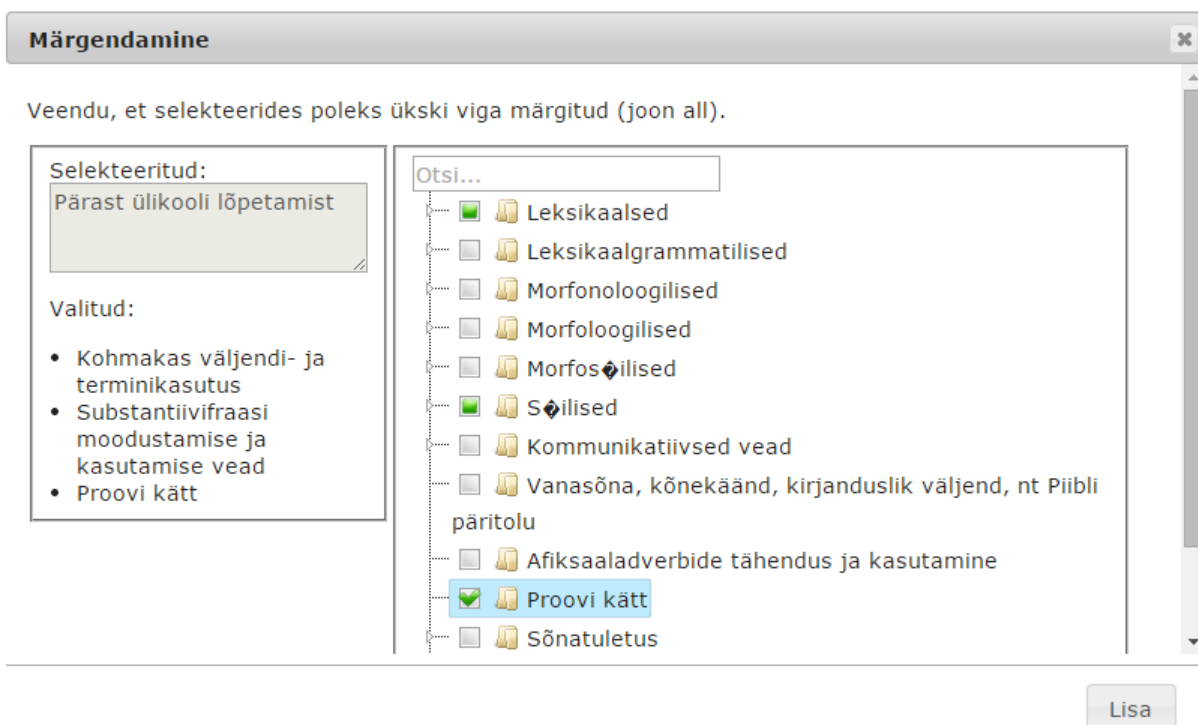 Märgendamine
Veendu, et selekteerides poleks ükski viga märgitud (joon all).
Selekteeritud:
Pärast ülikooli lõpetamist
Valitud:
• Kohmakas väljendi- ja
terminikasutus
• Substantiivifraasi
moodustamise ja
kasutamise vead
• Proovi kätt
Otsi...
Leksikaalsed
Leksikaalgrammatilised
Morfonoloogilised
Morfoloogilised
Morfos�ilised
S�ilised
Kommunikatiivsed vead
Vanasõna, kõnekäänd, kirjanduslik väljend, nt Piibli
päritolu
Afiksaaladverbide tähendus ja kasutamine
Proovi kätt
Sõnatuletus
Lisa